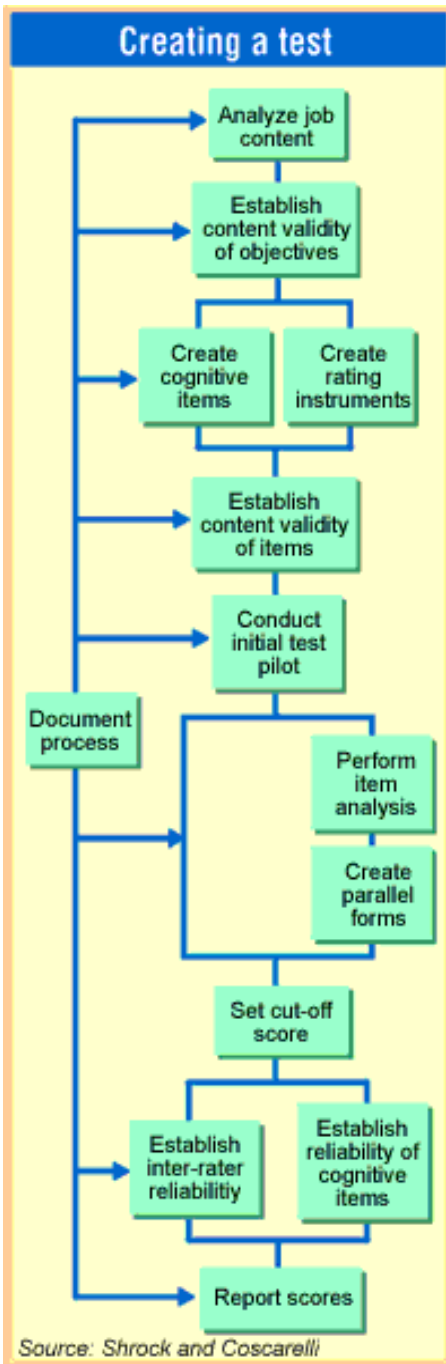 Creating a test
Analyze job
content
Establish
content validity
of objectives
Create
cognitive
items
Create
rating
instruments
Establish
content validity
of items
Conduct
initial test
pilot
Document
process
Perform
item
analysis
Create
parallel
forms
Set cut-off
score
Establish
inter-rater
reliabilitiy
Establish
reliability of
cognitive
items
Report scores
Source: Shrock and Coscarelli